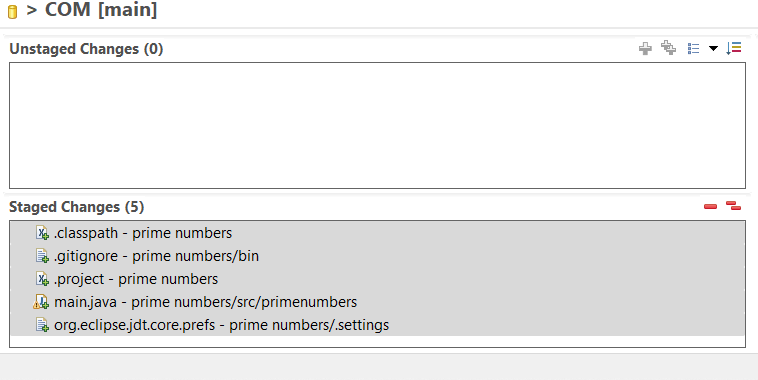 > COM [main]
Unstaged Changes (0)
Staged Changes (5)
.classpath - prime numbers
.gitignore - prime numbers/bin
.project - prime numbers
main.java - prime numbers/src/primenumbers
org.eclipse.jdt.core.prefs - prime numbers/.settings